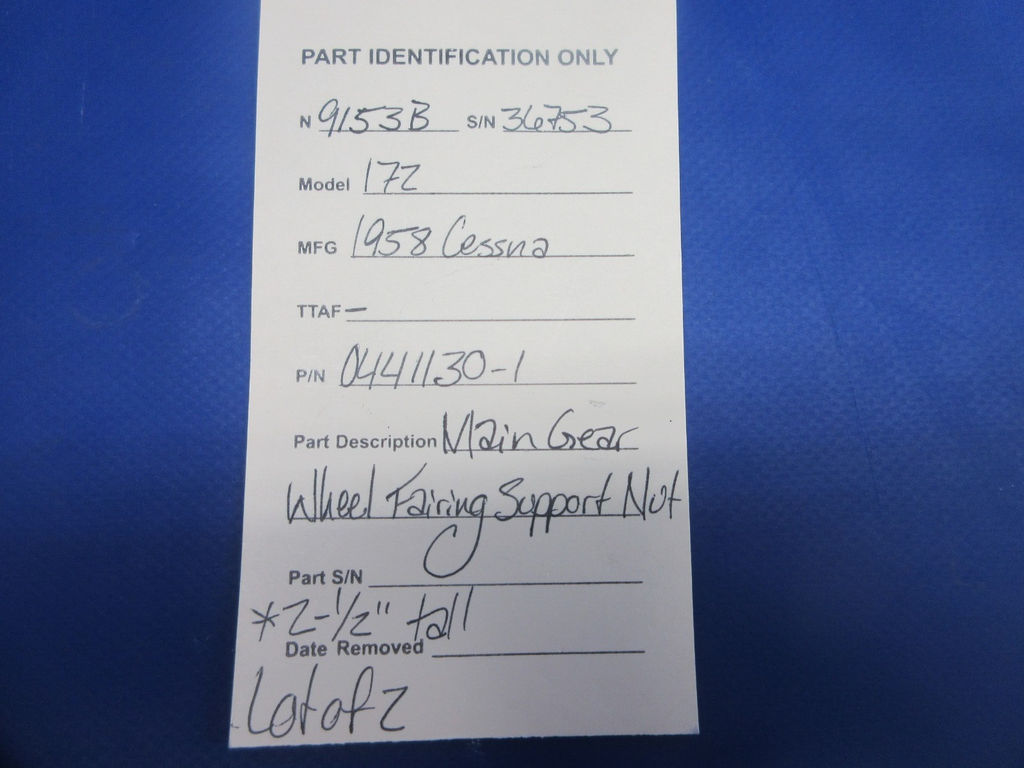 PART IDENTIFICATION ONLY
N 9153B S/N 36753
Model 172
MFG 1958 Cessna
TTAF —
P/N 0441130-1
Part Description Main Gear
Wheel Fairing Support Nut
Part S/N
*2-1/2" tall
Date Removed
Lot of 2